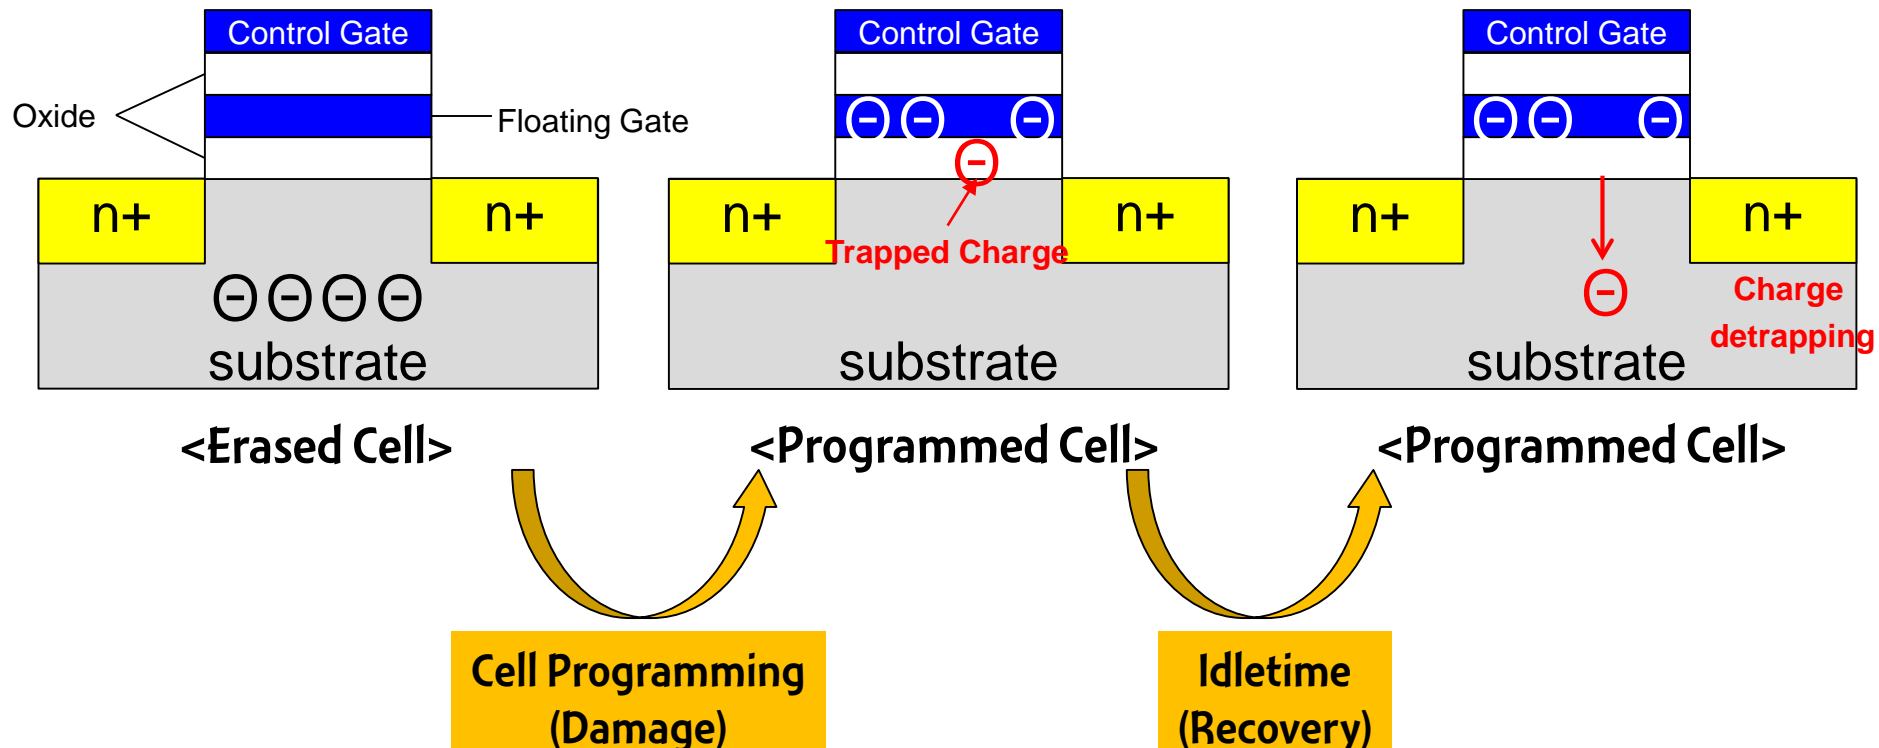 Control Gate
Oxide
Floating Gate
n+
n+
⊖⊖⊖⊖
substrate
<Erased Cell>
Control Gate
⊖⊖ ⊖
⊖
n+
n+
Trapped Charge
substrate
<Programmed Cell>
Control Gate
⊖⊖ ⊖
n+
n+
⊖
Charge
detrapping
substrate
<Programmed Cell>
Cell Programming
(Damage)
Idletime
(Recovery)